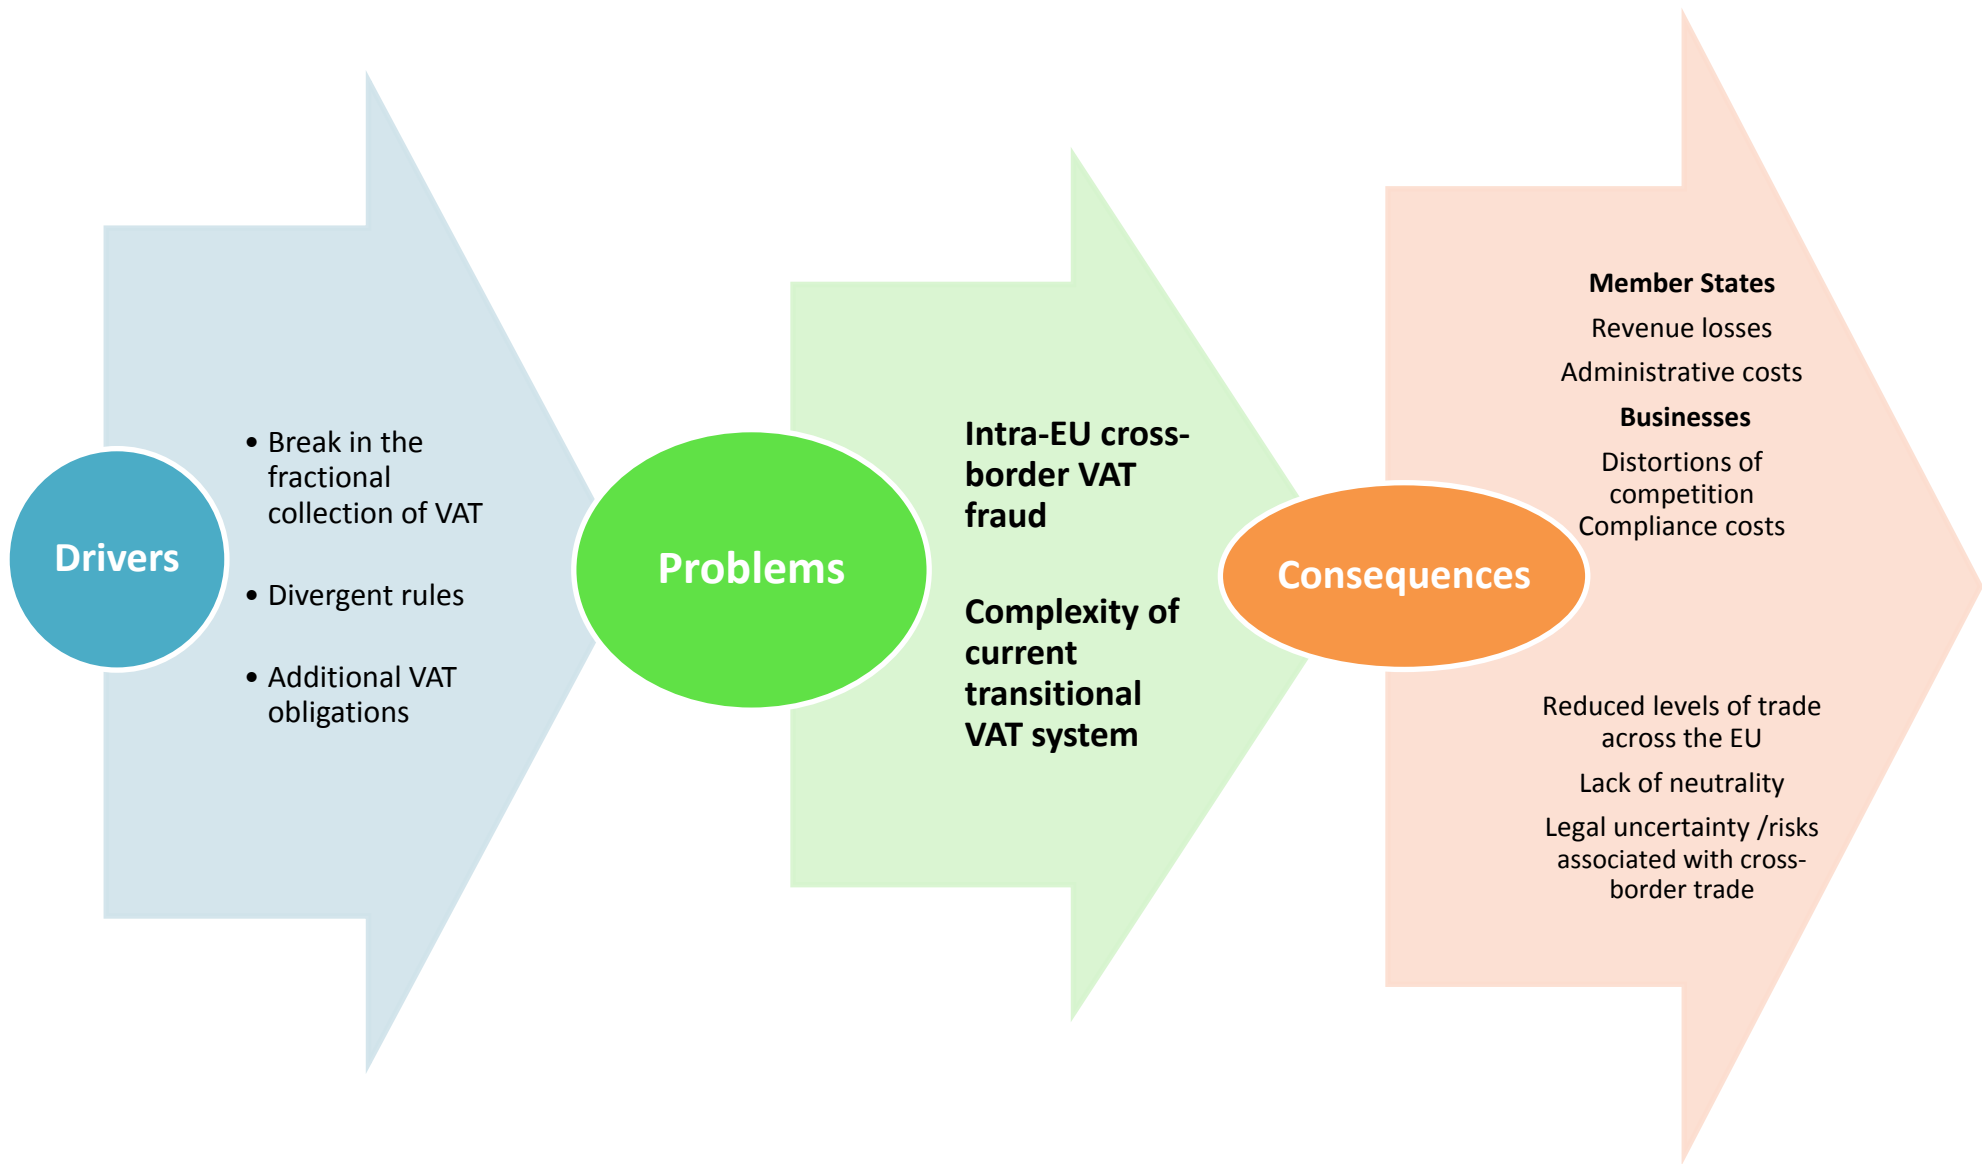 Drivers
• Break in the
fractional
collection of VAT
• Divergent rules
• Additional VAT
obligations
Problems
Intra-EU cross-
border VAT
fraud
Complexity of
current
transitional
VAT system
Consequences
Member States
Revenue losses
Administrative costs
Businesses
Distortions of
competition
Compliance costs
Reduced levels of trade
across the EU
Lack of neutrality
Legal uncertainty /risks
associated with cross-
border trade